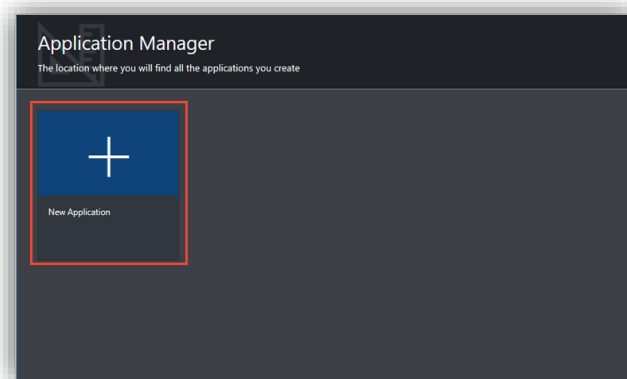 Application Manager
The location where you will find all the applications you create
New Application